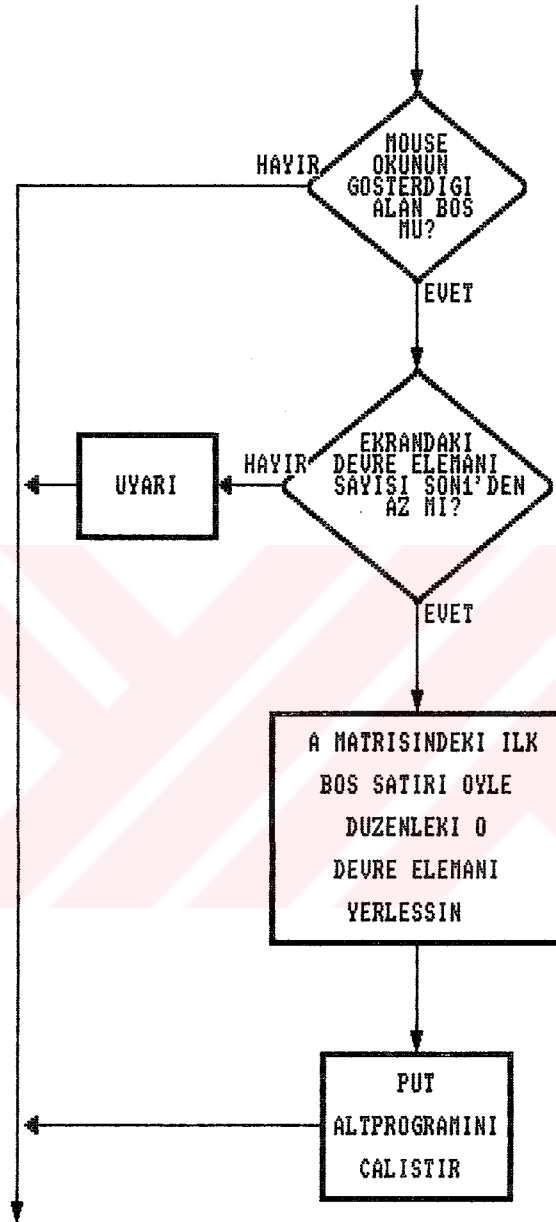 MOUSE
OKUNUN
GOSTERDIGI
ALAN BOS
MU?
HAYIR
EVET
EKRANDAKI
DEVRE ELEMANI
SAYISI SON1'DEN
AZ MI?
HAYIR
UYARI
EVET
A MATRISINDEKI ILK
BOS SATIRI OYLE
DUZENLEKI O
DEVRE ELEMANI
YERLESSIN
PUT
ALTPROGRAMINI
CALISTIR